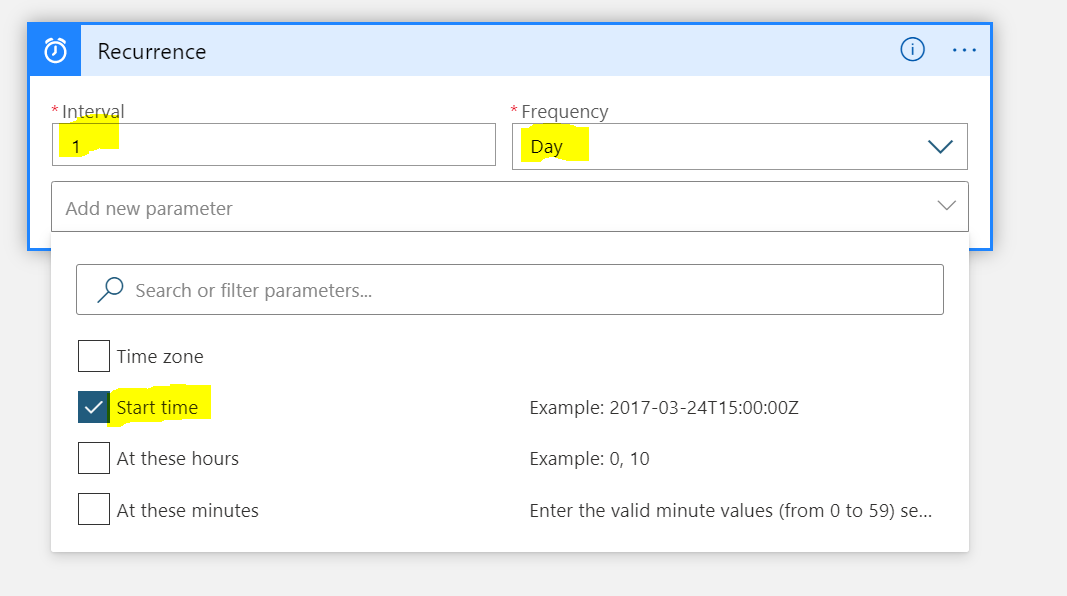 Recurrence
* Interval
* Frequency
1
Day
Add new parameter
Search or filter parameters...
Time zone
Start time
Example: 2017-03-24T15:00:00Z
At these hours
Example: 0, 10
At these minutes
Enter the valid minute values (from 0 to 59) se...